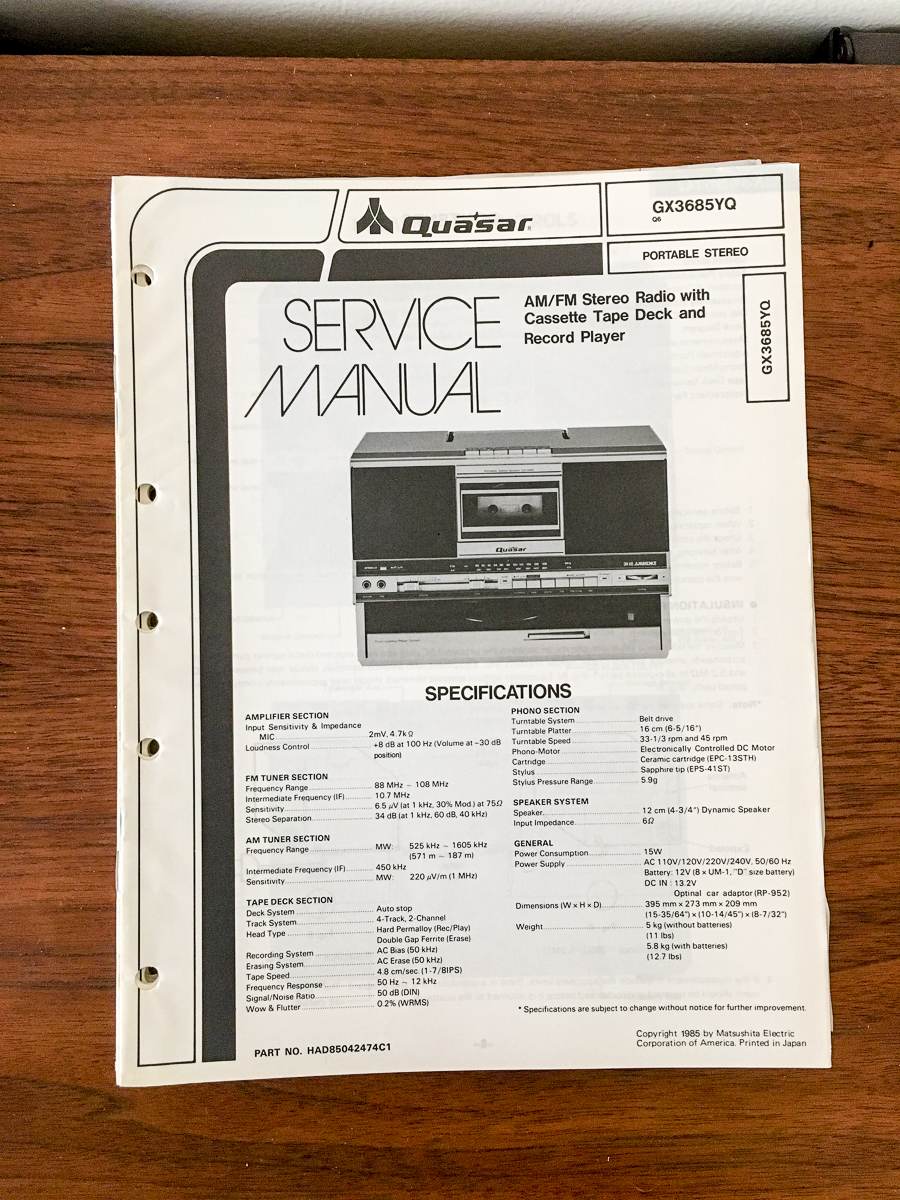 Quasar
GX3685YQ
Q6
PORTABLE STEREO
GX3685YQ
SERVICE
MANUAL
AM/FM Stereo Radio with
Cassette Tape Deck and
Record Player
Quasar
AMBIENCE
SPECIFICATIONS
AMPLIFIER SECTION
Input Sensitivity & Impedance
MIC 2mV, 4.7kΩ
Loudness Control +8 dB at 100 Hz (Volume at −30 dB
position)
FM TUNER SECTION
Frequency Range 88 MHz ~ 108 MHz
Intermediate Frequency (IF) 10.7 MHz
Sensitivity 6.5 μV (at 1 kHz, 30% Mod.) at 75Ω
Stereo Separation 34 dB (at 1 kHz, 60 dB, 40 kHz)
AM TUNER SECTION
Frequency Range MW: 525 kHz ~ 1605 kHz
(571 m ~ 187 m)
Intermediate Frequency (IF) 450 kHz
Sensitivity MW: 220 μV/m (1 MHz)
TAPE DECK SECTION
Deck System Auto stop
Track System 4-Track, 2-Channel
Head Type Hard Permalloy (Rec/Play)
Double Gap Ferrite (Erase)
Recording System AC Bias (50 kHz)
Erasing System AC Erase (50 kHz)
Tape Speed 4.8 cm/sec. (1-7/8IPS)
Frequency Response 50 Hz ~ 12 kHz
Signal/Noise Ratio 50 dB (DIN)
Wow & Flutter 0.2% (WRMS)
PHONO SECTION
Turntable System Belt drive
Turntable Platter 16 cm (6-5/16")
Turntable Speed 33-1/3 rpm and 45 rpm
Phono-Motor Electronically Controlled DC Motor
Cartridge Ceramic cartridge (EPC-13STH)
Stylus Sapphire tip (EPS-41ST)
Stylus Pressure Range 5.9g
SPEAKER SYSTEM
Speaker 12 cm (4-3/4") Dynamic Speaker
Input Impedance 6Ω
GENERAL
Power Consumption 15W
Power Supply AC 110V/120V/220V/240V, 50/60 Hz
Battery: 12V (8 × UM-1, "D" size battery)
DC IN : 13.2V
Optinal car adaptor (RP-952)
Dimensions (W × H × D) 395 mm × 273 mm × 209 mm
(15-35/64") × (10-14/45") × (8-7/32")
Weight 5 kg (without batteries)
(11 lbs)
5.8 kg (with batteries)
(12.7 lbs)
* Specifications are subject to change without notice for further improvement.
PART NO. HAD85042474C1
Copyright 1985 by Matsushita Electric
Corporation of America. Printed in Japan